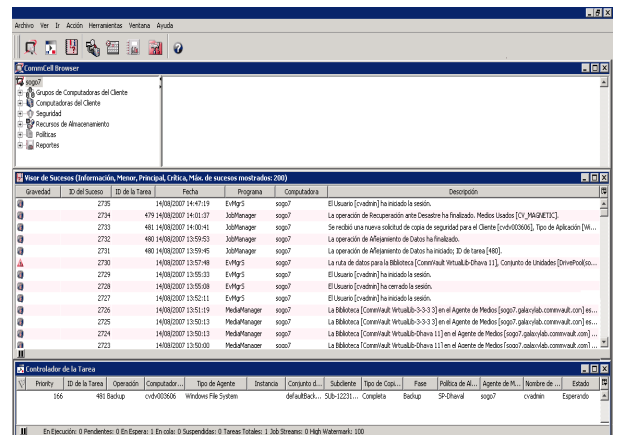 Archivo Ver Ir Acción Herramientas Ventana Ayuda
CommCell Browser
sogo7
Grupos de Computadoras del Cliente
Computadoras del Cliente
Seguridad
Recursos de Almacenamiento
Políticas
Reportes
Visor de Sucesos (Información, Menor, Principal, Crítica, Máx. de sucesos mostrados: 200)
Gravedad ID del Suceso ID de la Tarea Fecha Programa Computadora Descripción
2735 14/08/2007 14:47:19 EvMgrS sogo7 El Usuario [cvadmin] ha iniciado la sesión.
2734 479 14/08/2007 14:01:37 JobManager sogo7 La operación de Recuperación ante Desastre ha finalizado. Medios Usados [CV_MAGNETIC].
2733 481 14/08/2007 14:00:41 JobManager sogo7 Se recibió una nueva solicitud de copia de seguridad para el Cliente [cvdv003606], Tipo de Aplicación [Wi...
2732 480 14/08/2007 13:59:53 JobManager sogo7 La operación de Añejamiento de Datos ha finalizado.
2731 480 14/08/2007 13:59:45 JobManager sogo7 La operación de Añejamiento de Datos ha iniciado; ID de tarea [480].
2730 14/08/2007 13:57:48 EvMgrS sogo7 La ruta de datos para la Biblioteca [CommVault VirtualLib-Dhava 11], Conjunto de Unidades [DrivePool(so...
2729 14/08/2007 13:55:33 EvMgrS sogo7 El Usuario [cvadmin] ha iniciado la sesión.
2728 14/08/2007 13:55:08 EvMgrS sogo7 El Usuario [cvadmin] ha cerrado la sesión.
2727 14/08/2007 13:52:11 EvMgrS sogo7 El Usuario [cvadmin] ha iniciado la sesión.
2726 14/08/2007 13:51:19 MediaManager sogo7 La Biblioteca [CommVault VirtualLib-3-3-3 3] en el Agente de Medios [sogo7.galaxylab.commvault.com] es...
2725 14/08/2007 13:50:13 MediaManager sogo7 La Biblioteca [CommVault VirtualLib-3-3-3 3] en el Agente de Medios [sogo7.galaxylab.commvault.com] es...
2724 14/08/2007 13:50:13 MediaManager sogo7 La Biblioteca [CommVault VirtualLib-Dhava 11] en el Agente de Medios [sogo7.galaxylab.commvault.com] ...
2723 14/08/2007 13:50:00 MediaManager sogo7 La Biblioteca [CommVault VirtualLib-Dhava 11] en el Agente de Medios [sogo7.galaxylab.commvault.com] ...
Controlador de la Tarea
Priority ID de la Tarea Operación Computador... Tipo de Agente Instancia Conjunto d... Subcliente Tipo de Copi... Fase Política de Al... Agente de M... Nombre de ... Estado
166 481 Backup cvdv003606 Windows File System defaultBack... SUb-12231... Completa Backup SP-Dhaval sogo7 cvadmin Esperando
En Ejecución: 0 Pendientes: 0 En Espera: 1 En cola: 0 Suspendidas: 0 Tareas Totales: 1 Job Streams: 0 High Watermark: 100